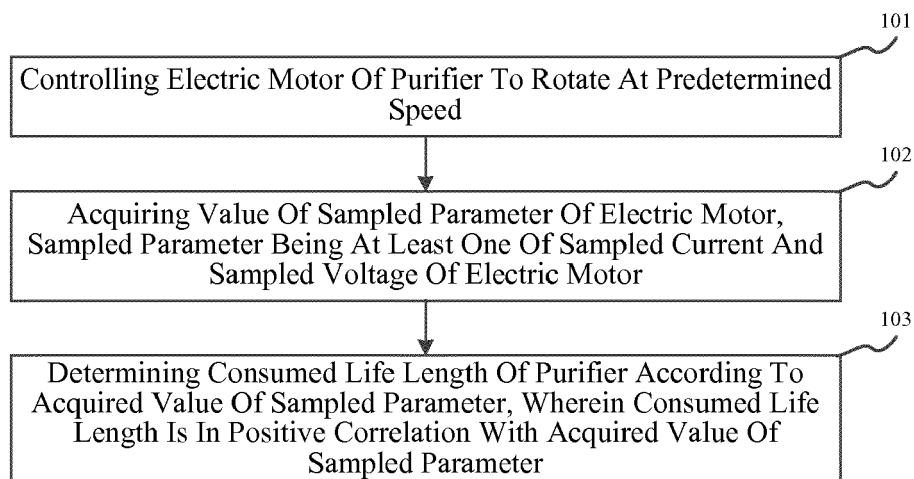 101
Controlling Electric Motor Of Purifier To Rotate At Predetermined
Speed
102
Acquiring Value Of Sampled Parameter Of Electric Motor,
Sampled Parameter Being At Least One Of Sampled Current And
Sampled Voltage Of Electric Motor
103
Determining Consumed Life Length Of Purifier According To
Acquired Value Of Sampled Parameter, Wherein Consumed Life
Length Is In Positive Correlation With Acquired Value Of
Sampled Parameter